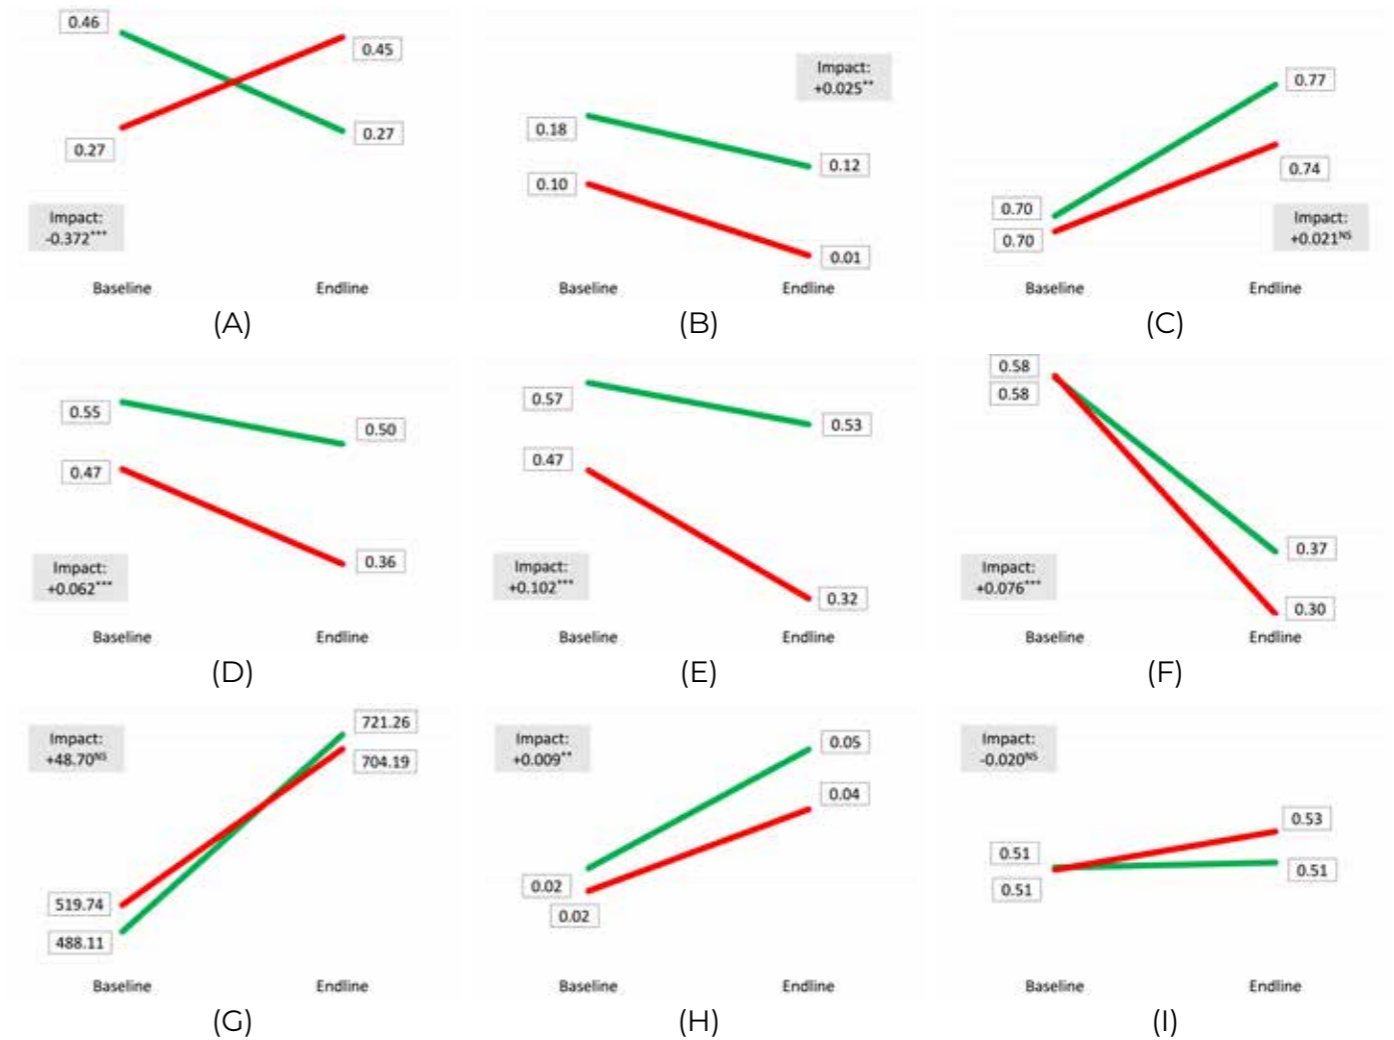 0.46
0.45
0.27
0.27
Impact:
-0.372***
Baseline Endline
(A)
Impact:
+0.025**
0.18
0.12
0.10
0.01
Baseline Endline
(B)
0.77
0.74
0.70
0.70
Impact:
+0.021NS
Baseline Endline
(C)
0.55
0.50
0.47
0.36
Impact:
+0.062***
Baseline Endline
(D)
0.57
0.53
0.47
0.32
Impact:
+0.102***
Baseline Endline
(E)
0.58
0.58
0.37
0.30
Impact:
+0.076***
Baseline Endline
(F)
Impact:
+48.70NS
721.26
704.19
519.74
488.11
Baseline Endline
(G)
Impact:
+0.009**
0.05
0.04
0.02
0.02
Baseline Endline
(H)
Impact:
-0.020NS
0.53
0.51
0.51
0.51
Baseline Endline
(I)